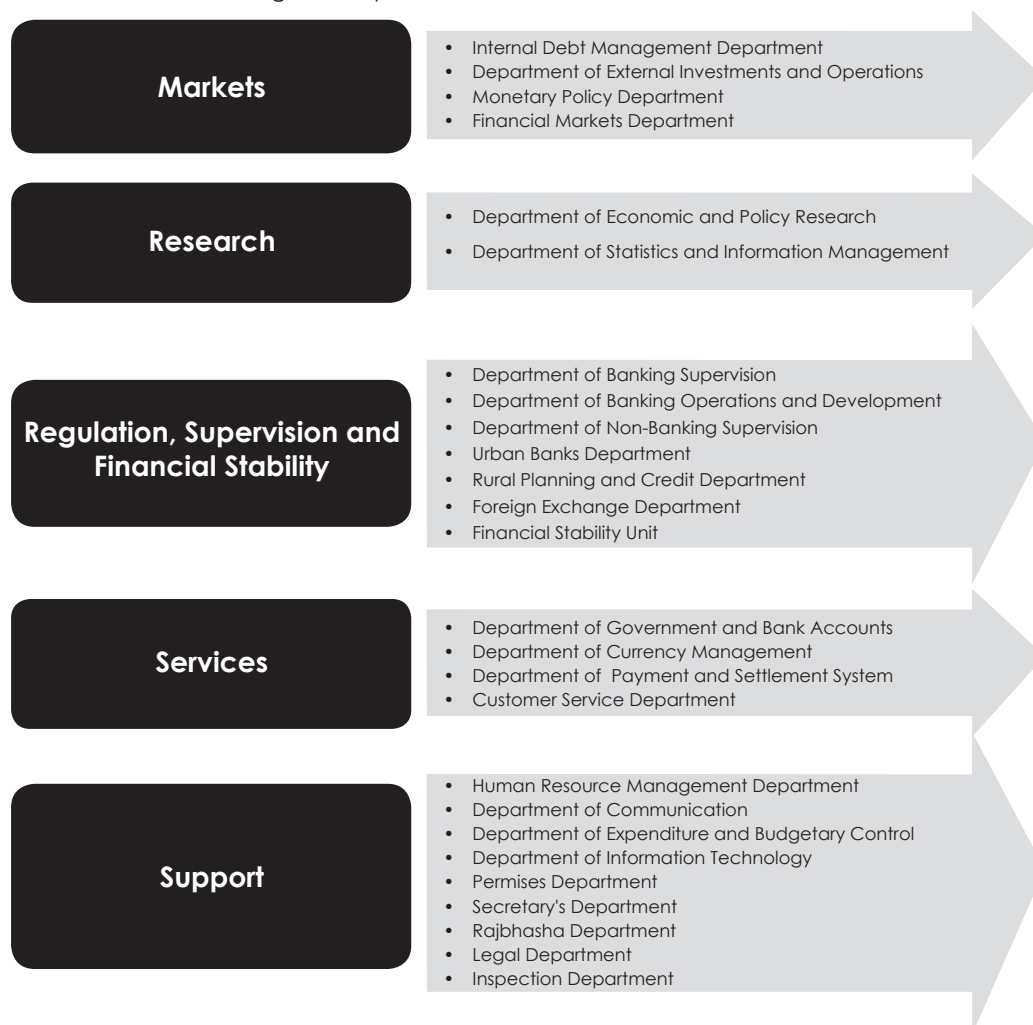 Markets
• Internal Debt Management Department
• Department of External Investments and Operations
• Monetary Policy Department
• Financial Markets Department
Research
• Department of Economic and Policy Research
• Department of Statistics and Information Management
Regulation, Supervision and
Financial Stability
• Department of Banking Supervision
• Department of Banking Operations and Development
• Department of Non-Banking Supervision
• Urban Banks Department
• Rural Planning and Credit Department
• Foreign Exchange Department
• Financial Stability Unit
Services
• Department of Government and Bank Accounts
• Department of Currency Management
• Department of Payment and Settlement System
• Customer Service Department
Support
• Human Resource Management Department
• Department of Communication
• Department of Expenditure and Budgetary Control
• Department of Information Technology
• Permises Department
• Secretary's Department
• Rajbhasha Department
• Legal Department
• Inspection Department